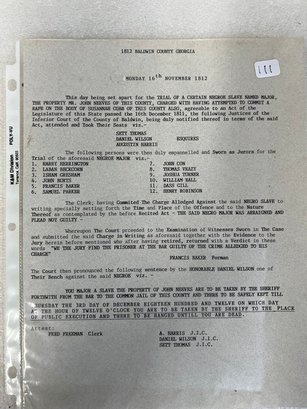 1812 BALDWIN COUNTY GEORGIA
111
MONDAY 16th NOVEMBER 1812
This day being set apart for the TRIAL OF A CERTAIN NEGROE SLAVE NAMED MAJOR,
THE PROPERTY MR. JOHN NEVES OF THIS COUNTY, CHARGED WITH HAVING ATTEMPTED TO COMMIT A
RAPE ON THE BODY OF SUSANNAH COBB OF THIS COUNTY ALSO, agreeable to an Act of the
Legislature of this State passed the 16th December 1811, the following Justices of the
Inferior Court of the County of Baldwin, being duly notified thereof in terms of the said
Act, attended and Took Their Seats viz.
SETT THOMAS
DANIEL WILSON ESQUIRES
AUGUSTIN HARRIS
The following persons were then duly empannelled and Sworn as Jurors for the
Trial of the aforesaid NEGROE MAJOR viz.-
1. HARRY HERRINGTON 7. JOHN CON
2. LABAN BECKCOMN 8. THOMAS VEAZY
3. ISHAM GRESHAM 9. JOSHUA TURNER
4. JOHN BUNTZ 10. WILLIAM HALL
5. FRANCIS BAKER 11. DASS GILL
6. SAMUEL PARKER 12. HENRY ROBINSON
The Clerk, having Committed the Charge Alledged Against the said NEGRO SLAVE to
writing specially setting forth the Time and Place of the Offence and to the Nature
Thereof as contemplated by the before Recited Act - THE SAID NEGRO MAJOR WAS ARRAIGNED AND
PLEAD NOT GUILTY -
Whereupon The Court preceded to the Examination of Witnesses Sworn in The Case and
submitted the said Charge in Writing as aforesaid together with the Evidence to the
Jury herein before mentioned who after having retired, returned with a Verdict in these
words "WE THE JURY FIND THE PRISONER AT THE BAR GUILTY OF THE CRIME ALLEDGED TO HIS
CHARGE"
FRANCIS BAKER Forman
The Court then pronounced the following sentence by the HONORABLE DANIEL WILSON one of
Their Bench against the said NEGROE viz. -
YOU MAJOR A SLAVE THE PROPERTY OF JOHN NEVES ARE TO BE TAKEN BY THE SHERIFF
FORTHWITH FROM THE BAR TO THE COMMON JAIL OF THIS COUNTY AND THERE TO BE SAFELY KEPT TILL
TUESDAY THE 3RD DAY OF DECEMBER EIGHTEEN HUNDRED AND TWELVE ON WHICH DAY
AT THE HOUR OF TWELVE O'CLOCK YOU ARE TO BE TAKEN BY THE SHERIFF TO THE PLACE
OF PUBLIC EXECUTION AND THERE TO BE HANGED UNTILL YOU ARE DEAD.
Attest:
FRED FREEMAN Clerk A. HARRIS J.I.C.
DANIEL WILSON J.I.C.
SETT THOMAS J.I.C.